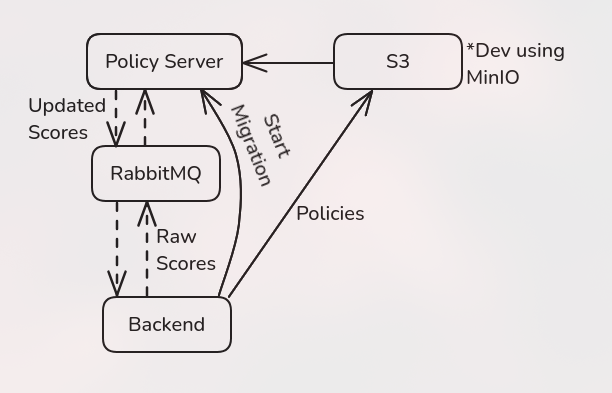 Policy Server
S3
*Dev using
MinIO
Updated
Scores
Start
Migration
RabbitMQ
Policies
Raw
Scores
Backend